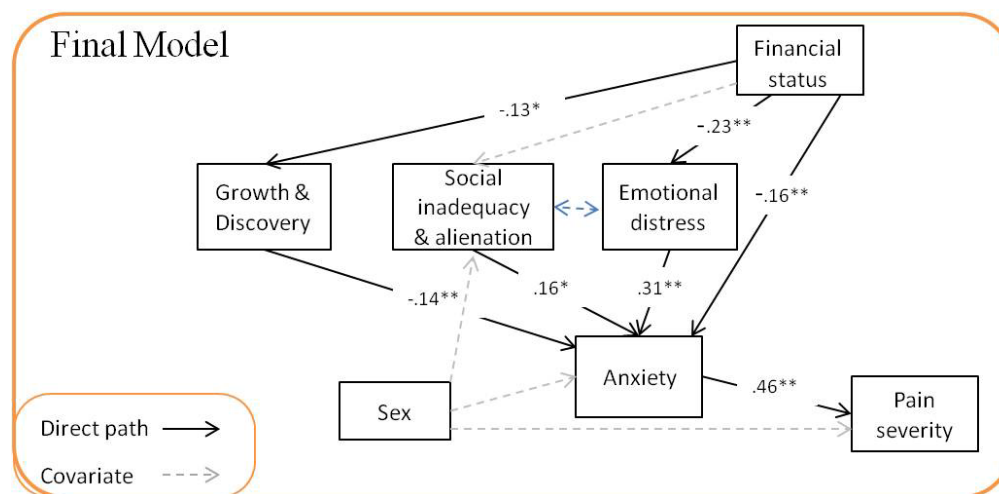 Final Model
Financial
status
-.13*
-.23**
Growth &
Discovery
Social
inadequacy
& alienation
Emotional
distress
-.16**
-.14**
.16*
.31**
Anxiety
.46**
Sex
Pain
severity
Direct path
Covariate